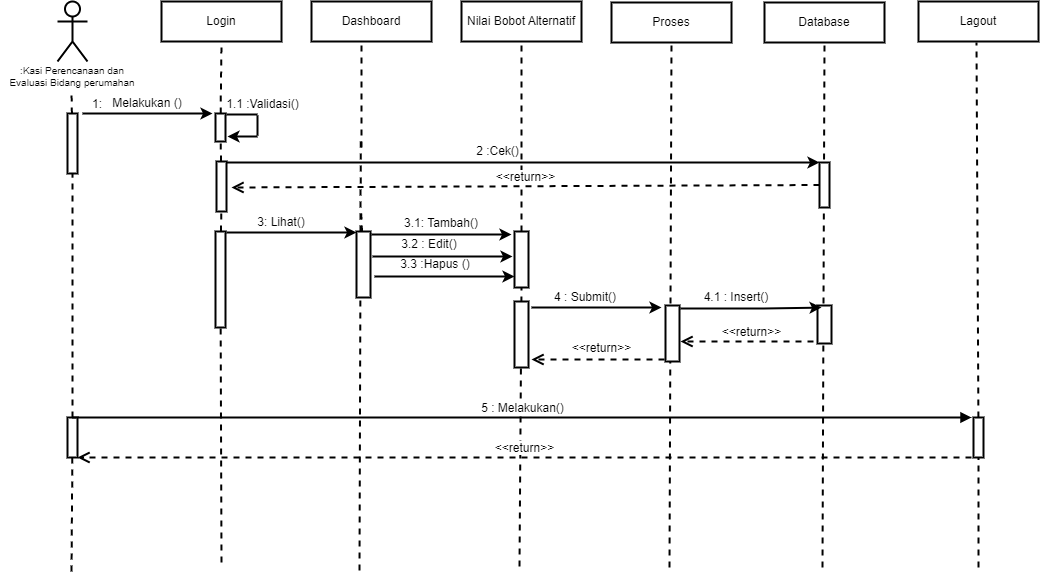 Login
Dashboard
Nilai Bobot Alternatif
Proses
Database
Lagout
:Kasi Perencanaan dan
Evaluasi Bidang perumahan
1: Melakukan ()
1.1 :Validasi()
2 :Cek()
<<return>>
3: Lihat()
3.1: Tambah()
3.2 : Edit()
3.3 :Hapus ()
4 : Submit()
4.1 : Insert()
<<return>>
<<return>>
5 : Melakukan()
<<return>>